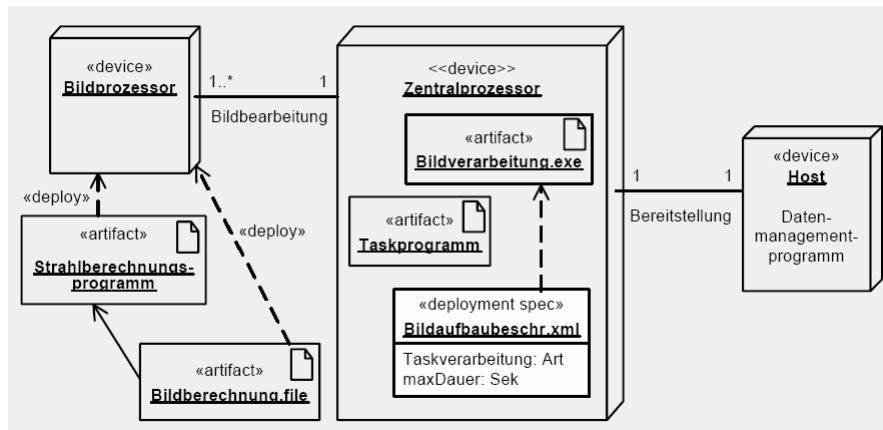 «device»
Bildprozessor
1..*
1
Bildbearbeitung
<<device>>
Zentralprozessor
«artifact»
Bildverarbeitung.exe
«artifact»
Taskprogramm
«deployment spec»
Bildaufbaubeschr.xml
Taskverarbeitung: Art
maxDauer: Sek
1
1
Bereitstellung
«device»
Host
Daten-
management-
programm
«deploy»
«deploy»
«artifact»
Strahlberechnungs-
programm
«artifact»
Bildberechnung.file